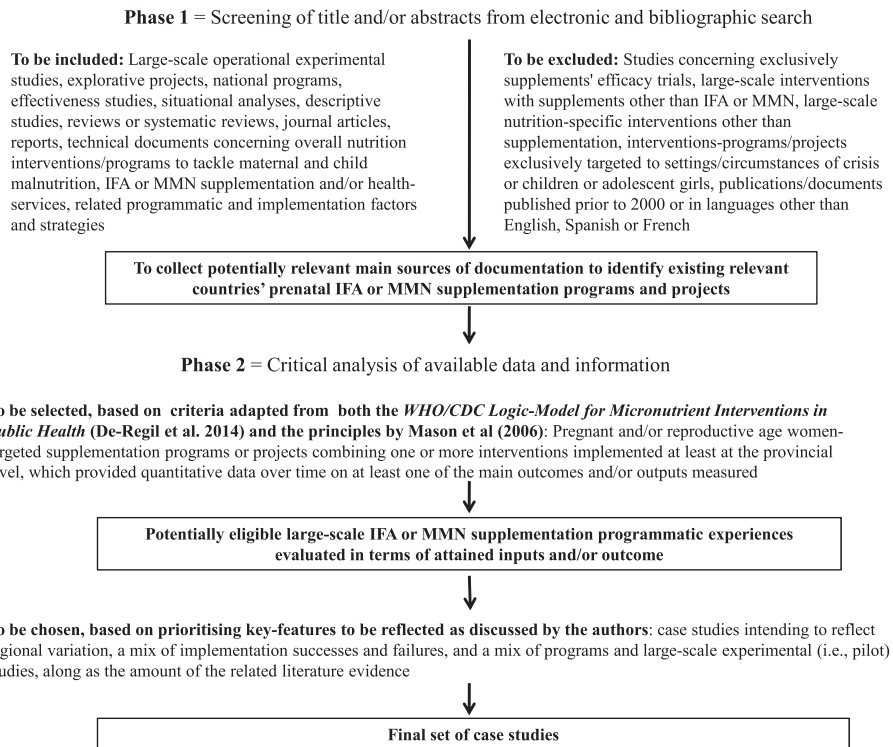 Phase 1 = Screening of title and/or abstracts from electronic and bibliographic search
To be included: Large-scale operational experimental
studies, explorative projects, national programs,
effectiveness studies, situational analyses, descriptive
studies, reviews or systematic reviews, journal articles,
reports, technical documents concerning overall nutrition
interventions/programs to tackle maternal and child
malnutrition, IFA or MMN supplementation and/or health-
services, related programmatic and implementation factors
and strategies
To be excluded: Studies concerning exclusively
supplements' efficacy trials, large-scale interventions
with supplements other than IFA or MMN, large-scale
nutrition-specific interventions other than
supplementation, interventions-programs/projects
exclusively targeted to settings/circumstances of crisis
or children or adolescent girls, publications/documents
published prior to 2000 or in languages other than
English, Spanish or French
To collect potentially relevant main sources of documentation to identify existing relevant
countries' prenatal IFA or MMN supplementation programs and projects
Phase 2 = Critical analysis of available data and information
o be selected, based on criteria adapted from both the WHO/CDC Logic-Model for Micronutrient Interventions in
ublic Health (De-Regil et al. 2014) and the principles by Mason et al (2006): Pregnant and/or reproductive age women-
rgeted supplementation programs or projects combining one or more interventions implemented at least at the provincial
vel, which provided quantitative data over time on at least one of the main outcomes and/or outputs measured
Potentially eligible large-scale IFA or MMN supplementation programmatic experiences
evaluated in terms of attained inputs and/or outcome
o be chosen, based on prioritising key-features to be reflected as discussed by the authors: case studies intending to reflect
gional variation, a mix of implementation successes and failures, and a mix of programs and large-scale experimental (i.e., pilot)
udies, along as the amount of the related literature evidence
Final set of case studies